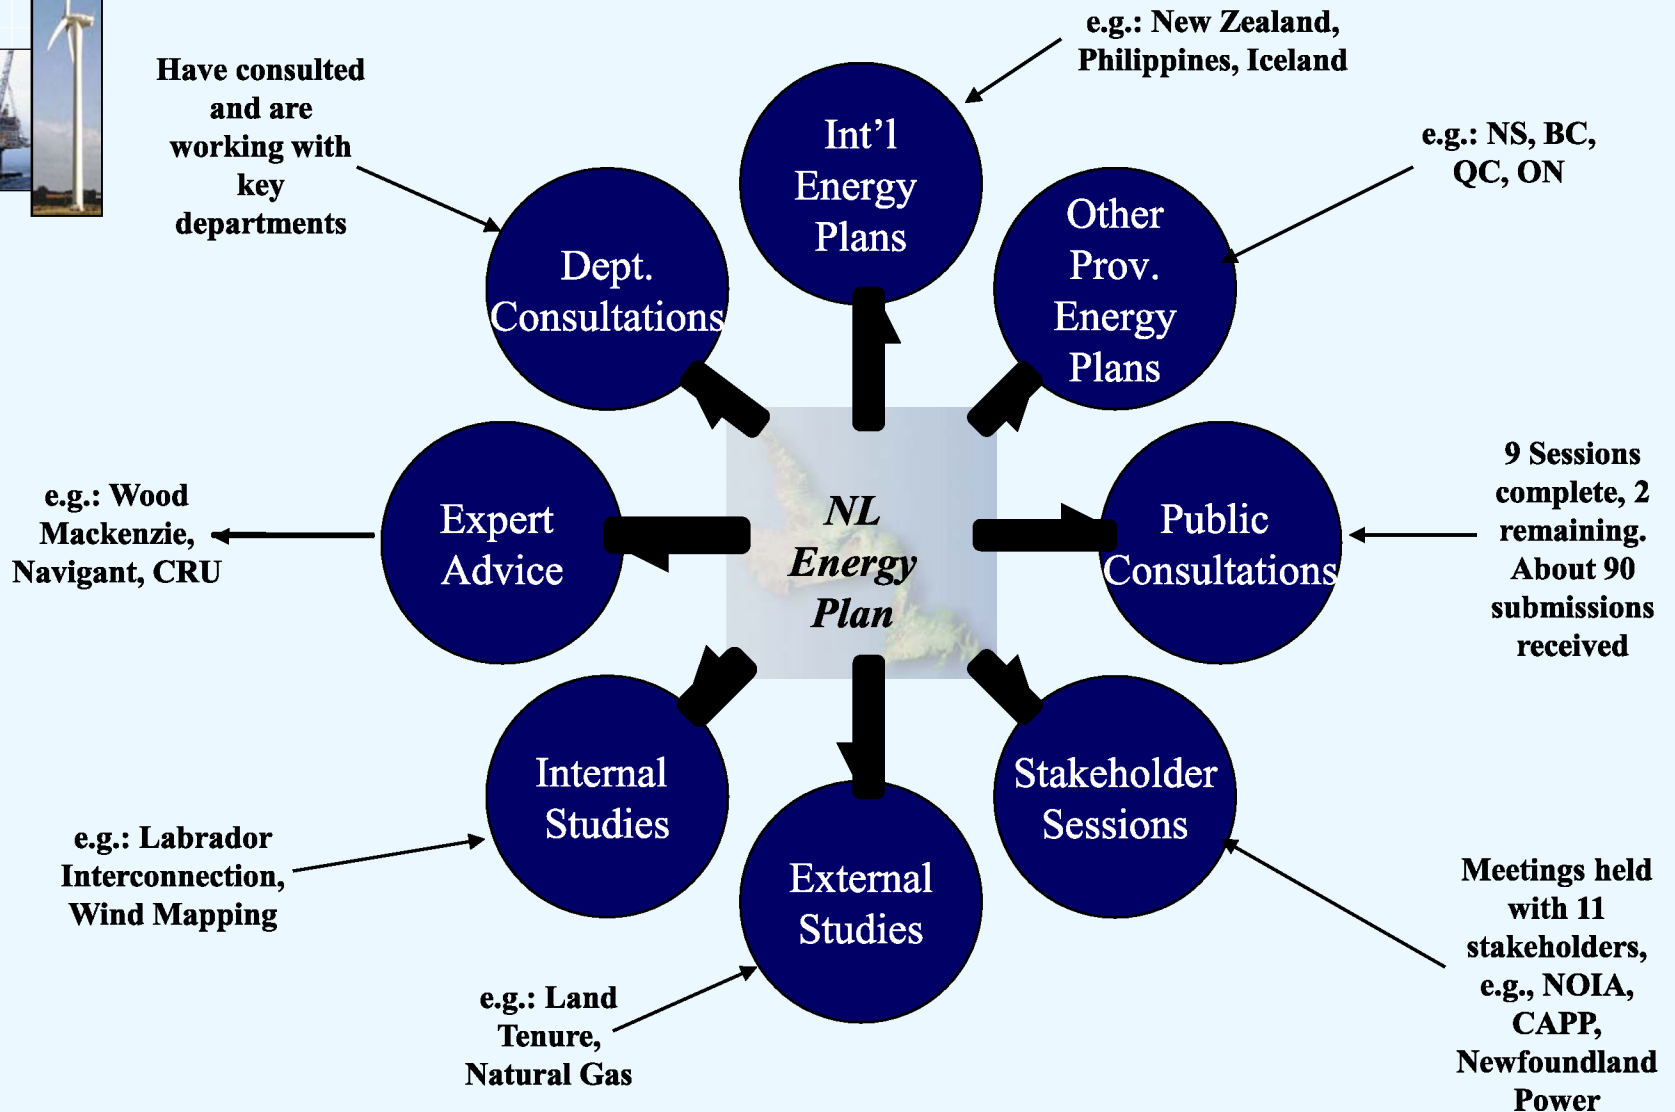 e.g.: New Zealand,
Philippines, Iceland
Have consulted
and are
working with
key
departments
Int’l
Energy
Plans
e.g.: NS, BC,
QC, ON
Other
Prov.
Energy
Plans
Dept.
Consultations
9 Sessions
complete, 2
remaining.
About 90
submissions
received
e.g.: Wood
Mackenzie,
Navigant, CRU
Expert
Advice
NL
Energy
Plan
Public
Consultations
Internal
Studies
Stakeholder
Sessions
e.g.: Labrador
Interconnection,
Wind Mapping
External
Studies
Meetings held
with 11
stakeholders,
e.g., NOIA,
CAPP,
Newfoundland
Power
e.g.: Land
Tenure,
Natural Gas